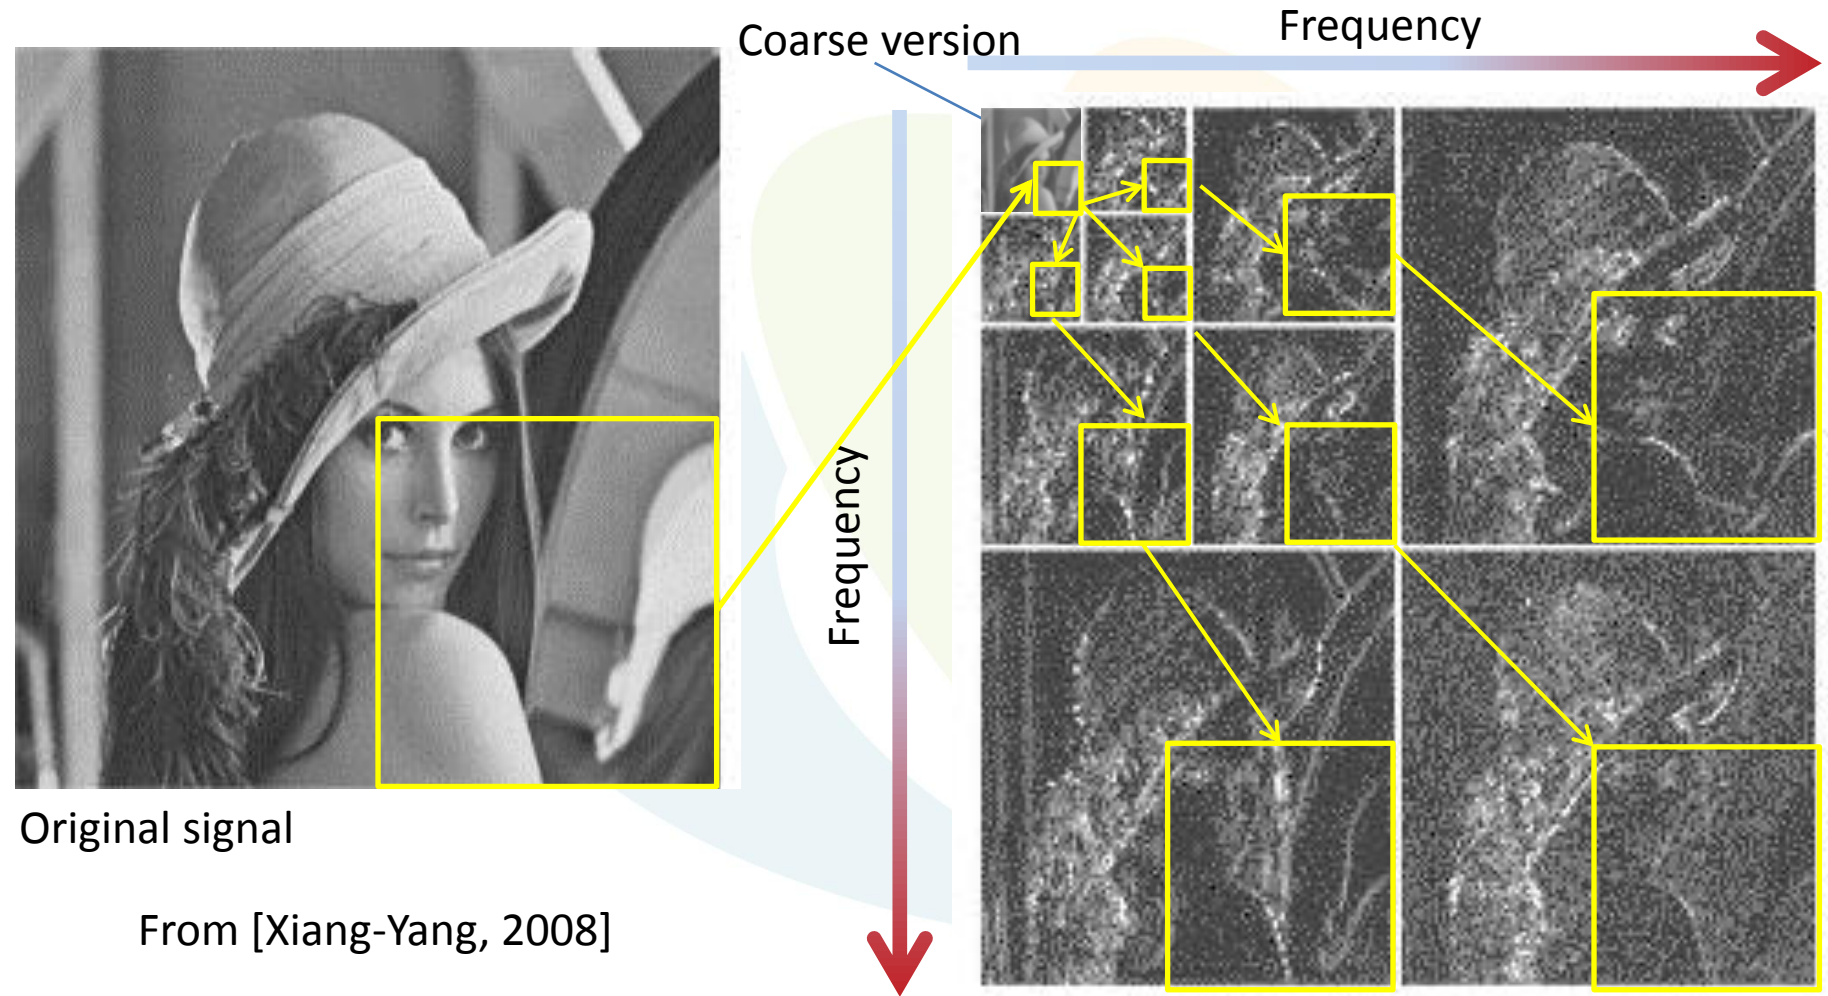 Coarse version
Frequency
Frequency
Original signal
From [Xiang-Yang, 2008]